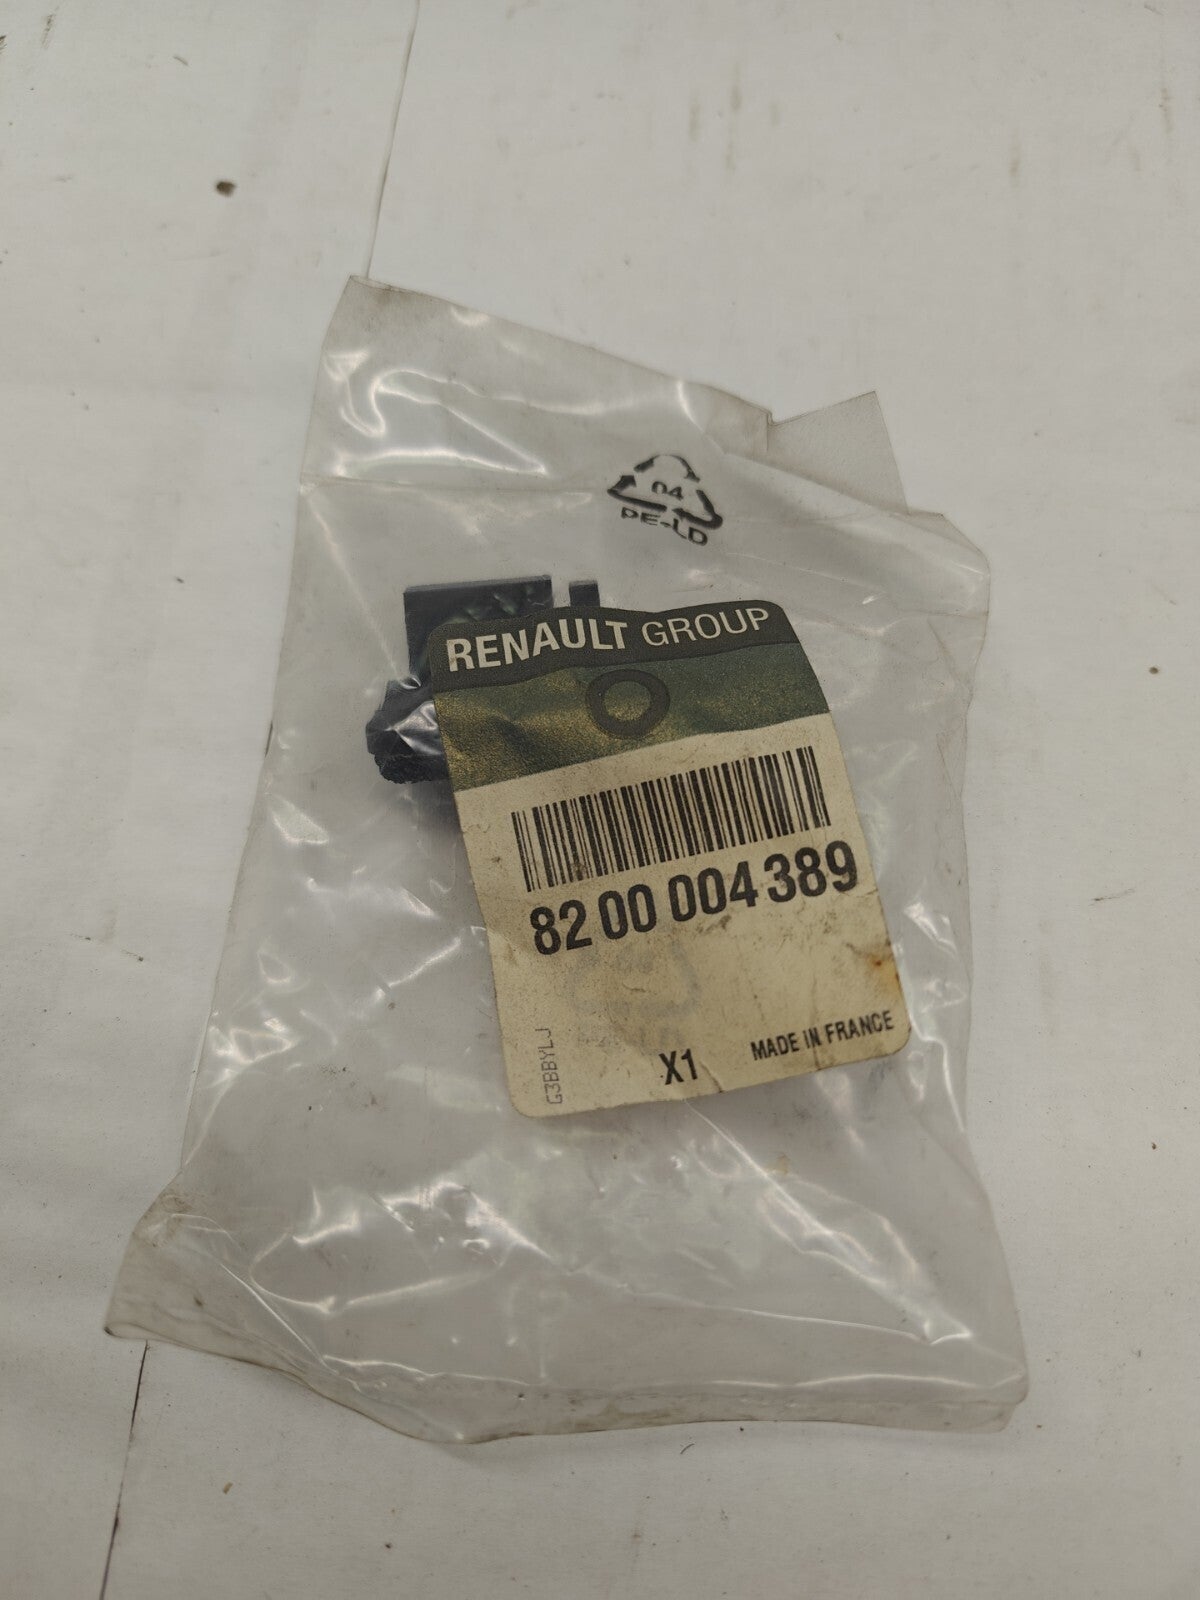 04
PE-LD
RENAULT GROUP
82 00 004 389
G3BBYLJ
X1
MADE IN FRANCE